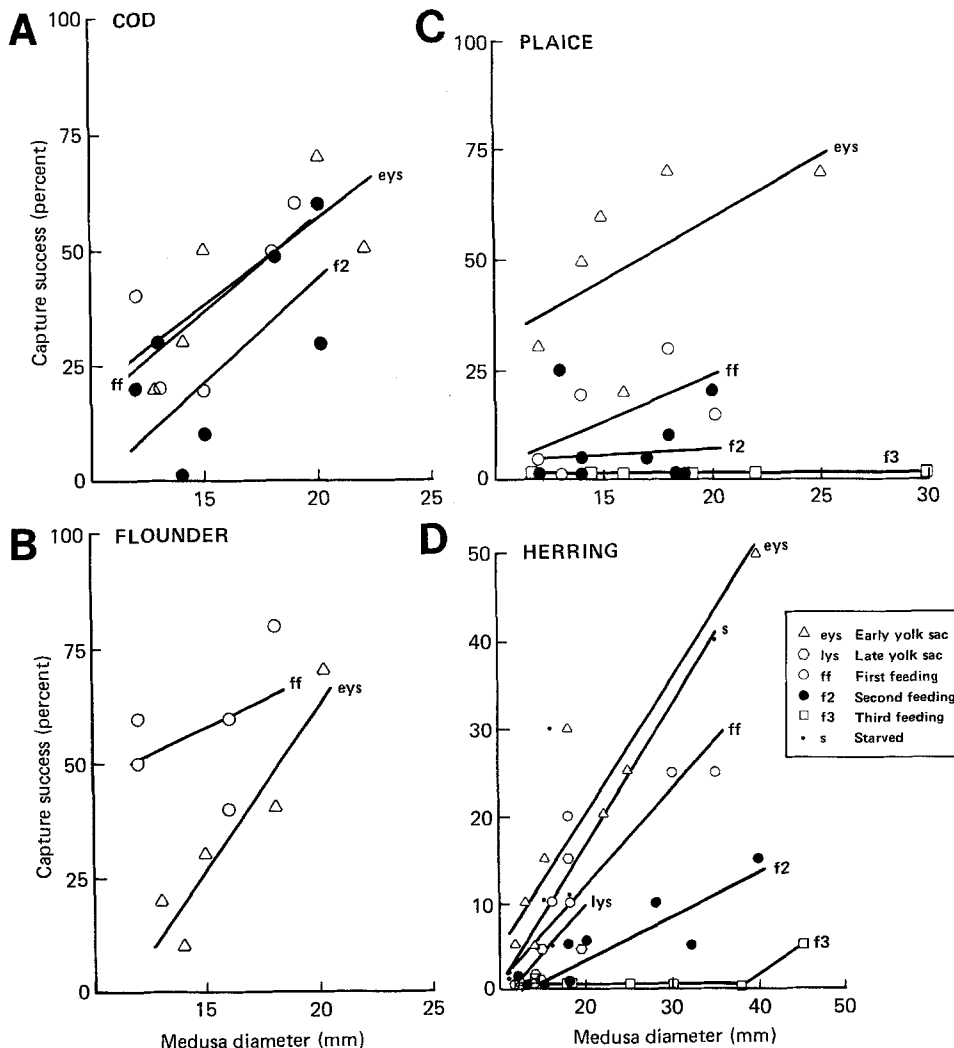 A COD
100
75
50
25
0
15
20
25
Capture success (percent)
eys
ff
f2
C PLAICE
100
75
50
25
0
15
20
25
30
eys
ff
f2
f3
B FLOUNDER
100
75
50
25
0
15
20
25
Capture success (percent)
Medusa diameter (mm)
ff
eys
D HERRING
50
40
30
20
10
0
20
30
40
50
Medusa diameter (mm)
eys
s
ff
lys
f2
f3
eys Early yolk sac
lys Late yolk sac
ff First feeding
f2 Second feeding
f3 Third feeding
s Starved